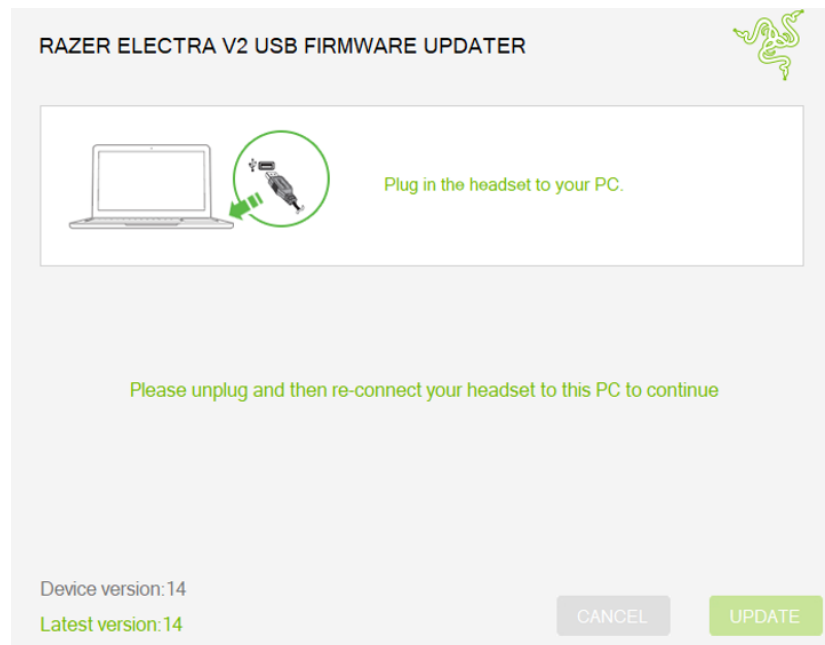 RAZER ELECTRA V2 USB FIRMWARE UPDATER
Plug in the headset to your PC.
Please unplug and then re-connect your headset to this PC to continue
Device version:14
Latest version:14
CANCEL
UPDATE